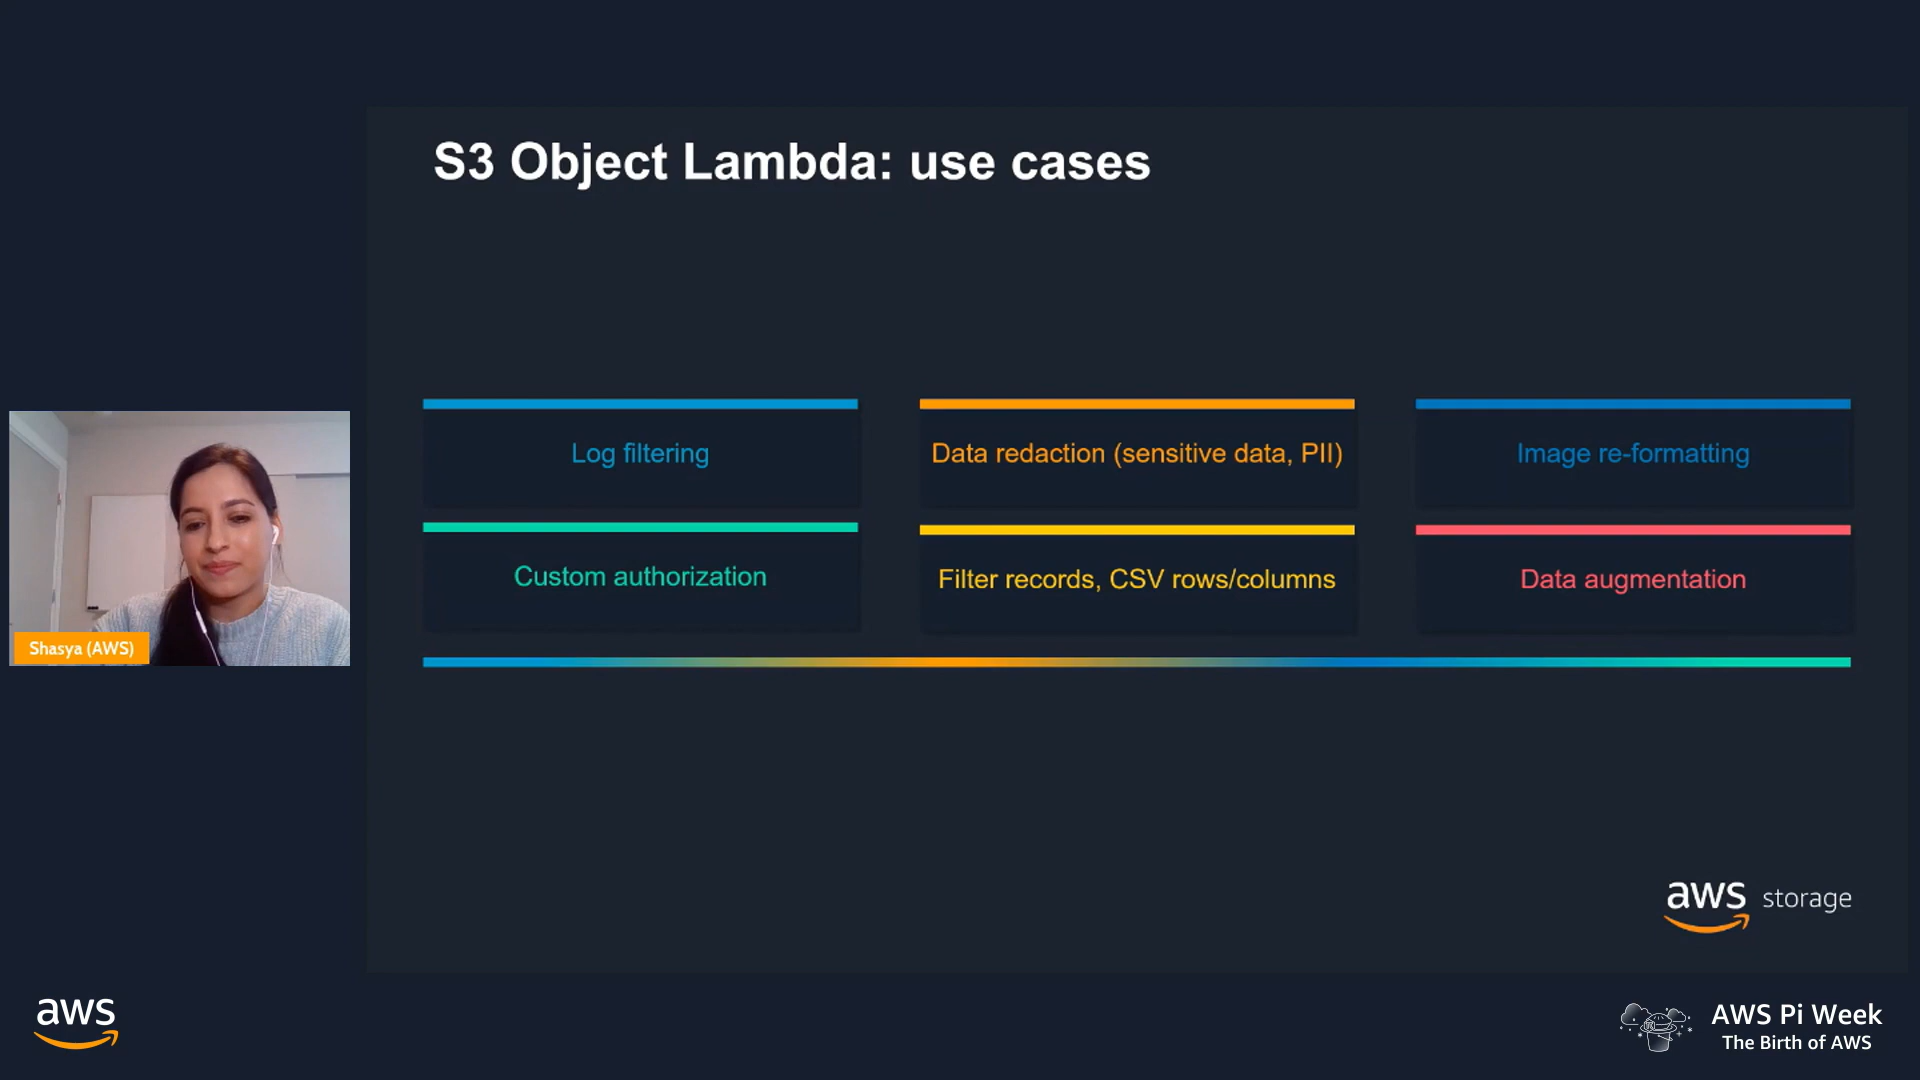 S3 Object Lambda: use cases
Log filtering
Data redaction (sensitive data, PII)
Image re-formatting
Custom authorization
Filter records, CSV rows/columns
Data augmentation
Shasya (AWS)
aws storage
aws
AWS Pi Week
The Birth of AWS